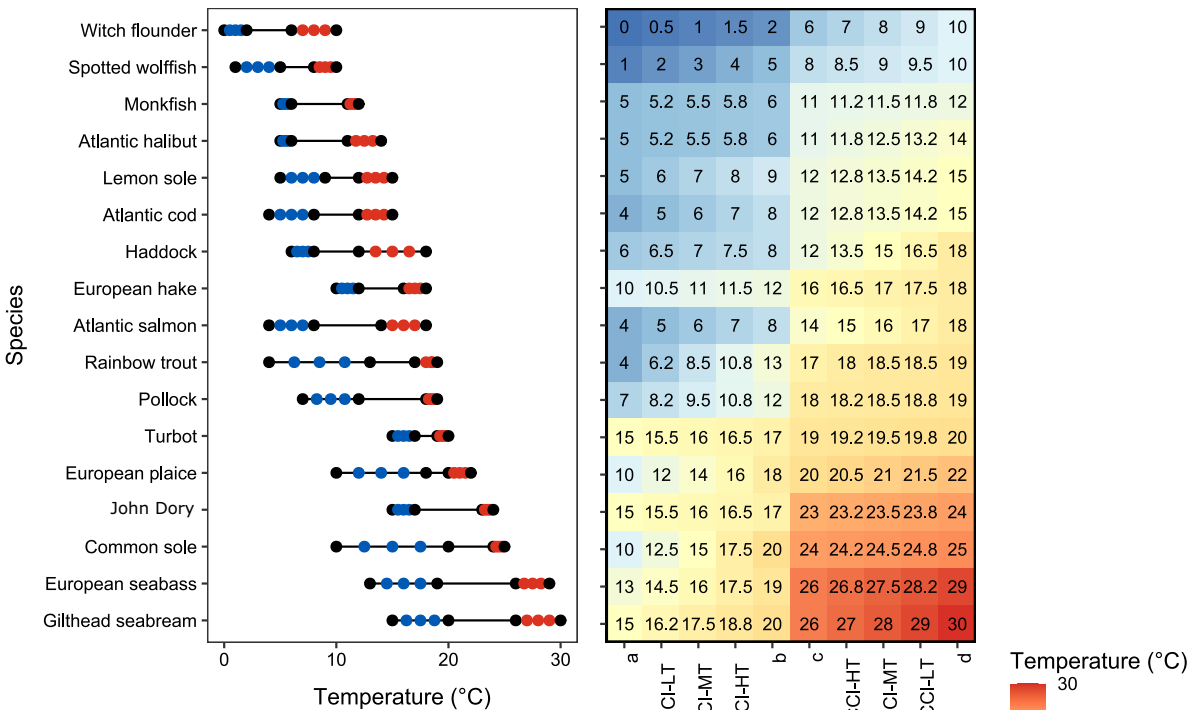 Witch flounder 0 0.5 1 1.5 2 6 7 8 9 10
Spotted wolffish 1 2 3 4 5 8 8.5 9 9.5 10
Monkfish 5 5.2 5.5 5.8 6 11 11.2 11.5 11.8 12
Atlantic halibut 5 5.2 5.5 5.8 6 11 11.8 12.5 13.2 14
Lemon sole 5 6 7 8 9 12 12.8 13.5 14.2 15
Atlantic cod 4 5 6 7 8 12 12.8 13.5 14.2 15
Haddock 6 6.5 7 7.5 8 12 13.5 15 16.5 18
European hake 10 10.5 11 11.5 12 16 16.5 17 17.5 18
Atlantic salmon 4 5 6 7 8 14 15 16 17 18
Rainbow trout 4 6.2 8.5 10.8 13 17 18 18.5 18.5 19
Pollock 7 8.2 9.5 10.8 12 18 18.2 18.5 18.8 19
Turbot 15 15.5 16 16.5 17 19 19.2 19.5 19.8 20
European plaice 10 12 14 16 18 20 20.5 21 21.5 22
John Dory 15 15.5 16 16.5 17 23 23.2 23.5 23.8 24
Common sole 10 12.5 15 17.5 20 24 24.2 24.5 24.8 25
European seabass 13 14.5 16 17.5 19 26 26.8 27.5 28.2 29
Gilthead seabream 15 16.2 17.5 18.8 20 26 27 28 29 30
Species
0 10 20 30
Temperature (°C)
a CI-LT CI-MT CI-HT b c CCI-HT CI-MT CCI-LT d
Temperature (°C)
30